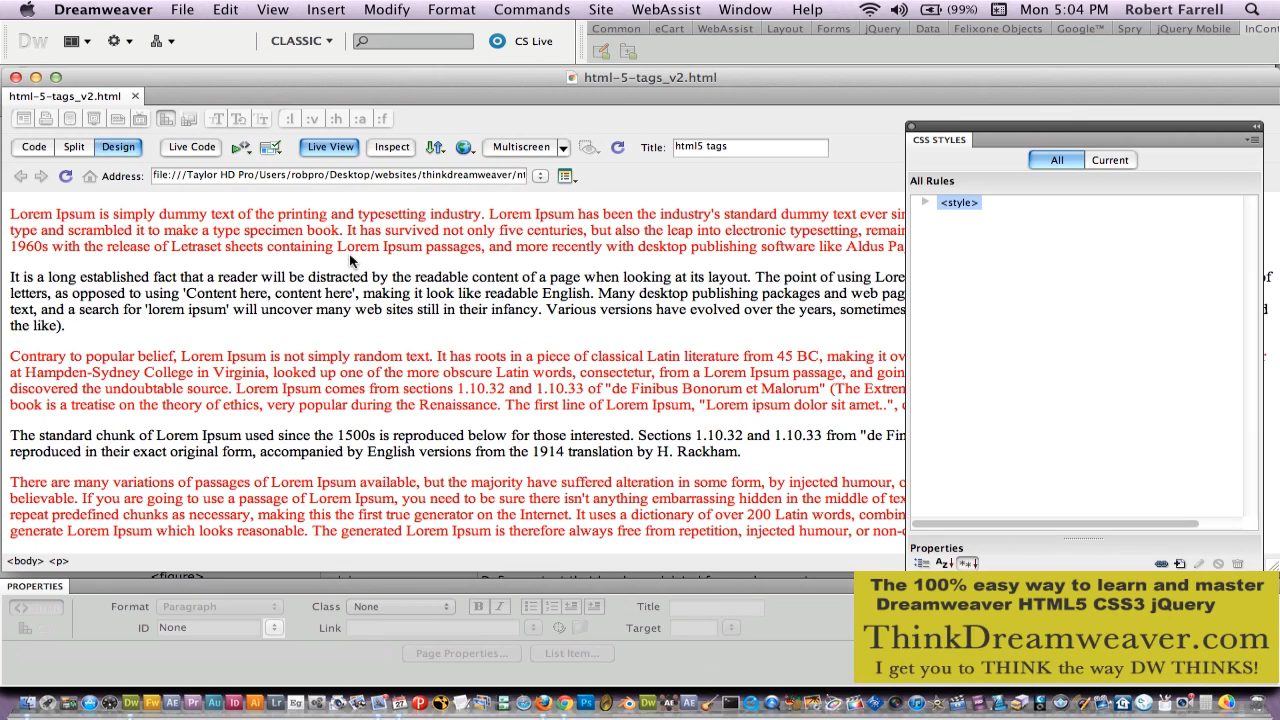 Dreamweaver File Edit View Insert Modify Format Commands Site WebAssist Window Help (99%) Mon 5:04 PM Robert Farrell
Dw CLASSIC CS Live
Common eCart WebAssist Layout Forms jQuery Data Felixone Objects Google™ Spry jQuery Mobile InCon
html-5-tags_v2.html
html-5-tags_v2.html
Code Split Design Live Code Live View Inspect Multiscreen Title: html5 tags
Address: file:///Taylor HD Pro/Users/robpro/Desktop/websites/thinkdreamweaver/
Lorem Ipsum is simply dummy text of the printing and typesetting industry. Lorem Ipsum has been the industry's standard dummy text ever sin
type and scrambled it to make a type specimen book. It has survived not only five centuries, but also the leap into electronic typesetting, remain
1960s with the release of Letraset sheets containing Lorem Ipsum passages, and more recently with desktop publishing software like Aldus Pa
It is a long established fact that a reader will be distracted by the readable content of a page when looking at its layout. The point of using Lore
letters, as opposed to using 'Content here, content here', making it look like readable English. Many desktop publishing packages and web pag
text, and a search for 'lorem ipsum' will uncover many web sites still in their infancy. Various versions have evolved over the years, sometimes
the like).
Contrary to popular belief, Lorem Ipsum is not simply random text. It has roots in a piece of classical Latin literature from 45 BC, making it ov
at Hampden-Sydney College in Virginia, looked up one of the more obscure Latin words, consectetur, from a Lorem Ipsum passage, and going
discovered the undoubtable source. Lorem Ipsum comes from sections 1.10.32 and 1.10.33 of "de Finibus Bonorum et Malorum" (The Extrem
book is a treatise on the theory of ethics, very popular during the Renaissance. The first line of Lorem Ipsum, "Lorem ipsum dolor sit amet..",
The standard chunk of Lorem Ipsum used since the 1500s is reproduced below for those interested. Sections 1.10.32 and 1.10.33 from "de Fin
reproduced in their exact original form, accompanied by English versions from the 1914 translation by H. Rackham.
There are many variations of passages of Lorem Ipsum available, but the majority have suffered alteration in some form, by injected humour,
believable. If you are going to use a passage of Lorem Ipsum, you need to be sure there isn't anything embarrassing hidden in the middle of tex
repeat predefined chunks as necessary, making this the first true generator on the Internet. It uses a dictionary of over 200 Latin words, combin
generate Lorem Ipsum which looks reasonable. The generated Lorem Ipsum is therefore always free from repetition, injected humour, or non-
CSS STYLES
All Current
All Rules
<style>
Properties
<body> <p>
<figure>
PROPERTIES
Format Paragraph Class None B I Title
ID None Link Target
Page Properties... List Item...
The 100% easy way to learn and master
Dreamweaver HTML5 CSS3 jQuery
ThinkDreamweaver.com
I get you to THINK the way DW THINKS!